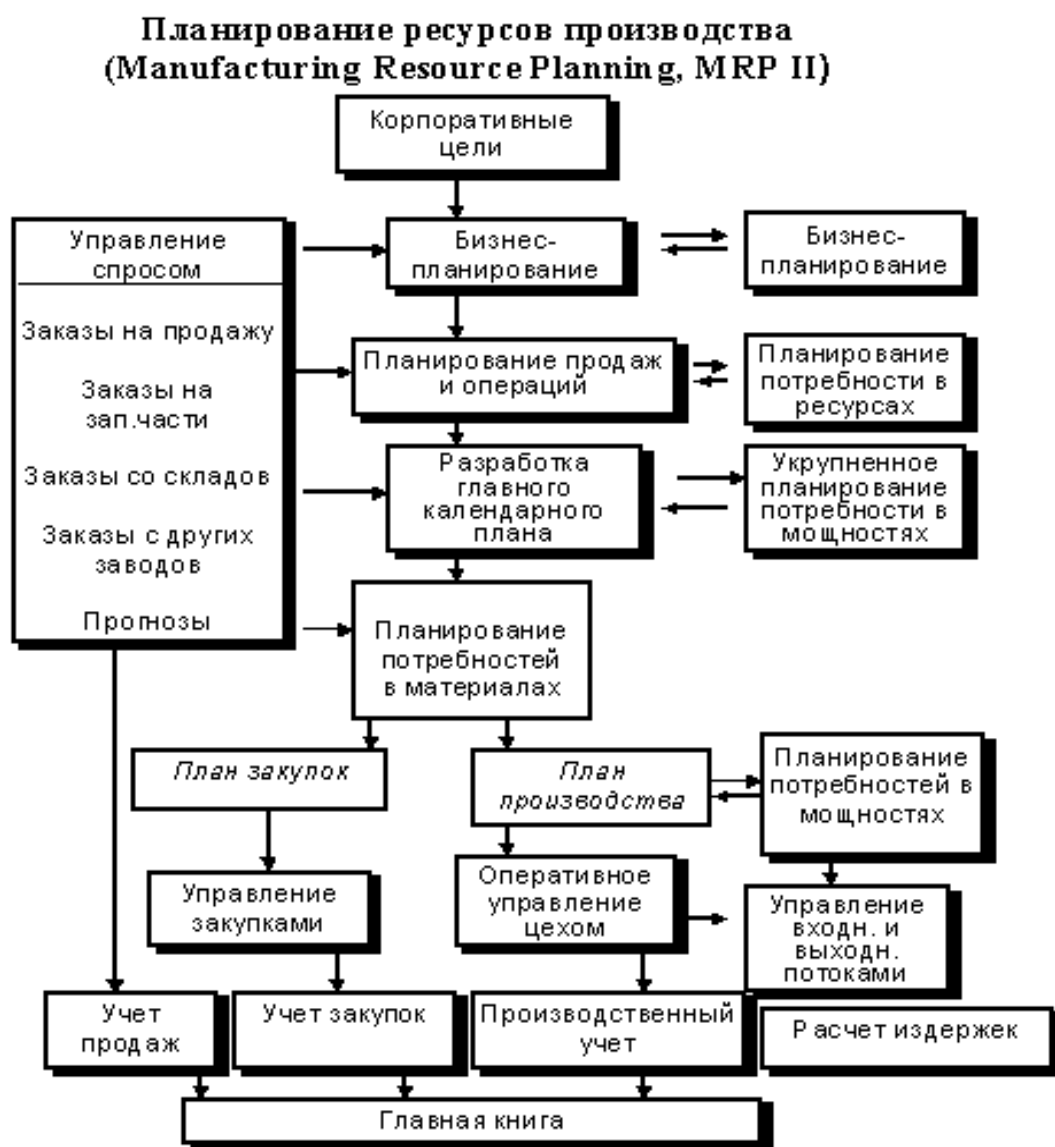 Планирование ресурсов производства
(Manufacturing Resource Planning, MRP II)
Корпоративные
цели
Управление
спросом
Заказы на продажу
Заказы на
зап.части
Заказы со складов
Заказы с других
заводов
Прогнозы
Бизнес-
планирование
Бизнес-
планирование
Планирование продаж
и операций
Планирование
потребности в
ресурсах
Разработка
главного
календарного
плана
Укрупненное
планирование
потребности в
мощностях
Планирование
потребностей
в материалах
План закупок
План
производства
Планирование
потребностей в
мощностях
Управление
закупками
Оперативное
управление
цехом
Управление
входн. и
выходн.
потоками
Учет
продаж
Учет закупок
Производственный
учет
Расчет издержек
Главная книга